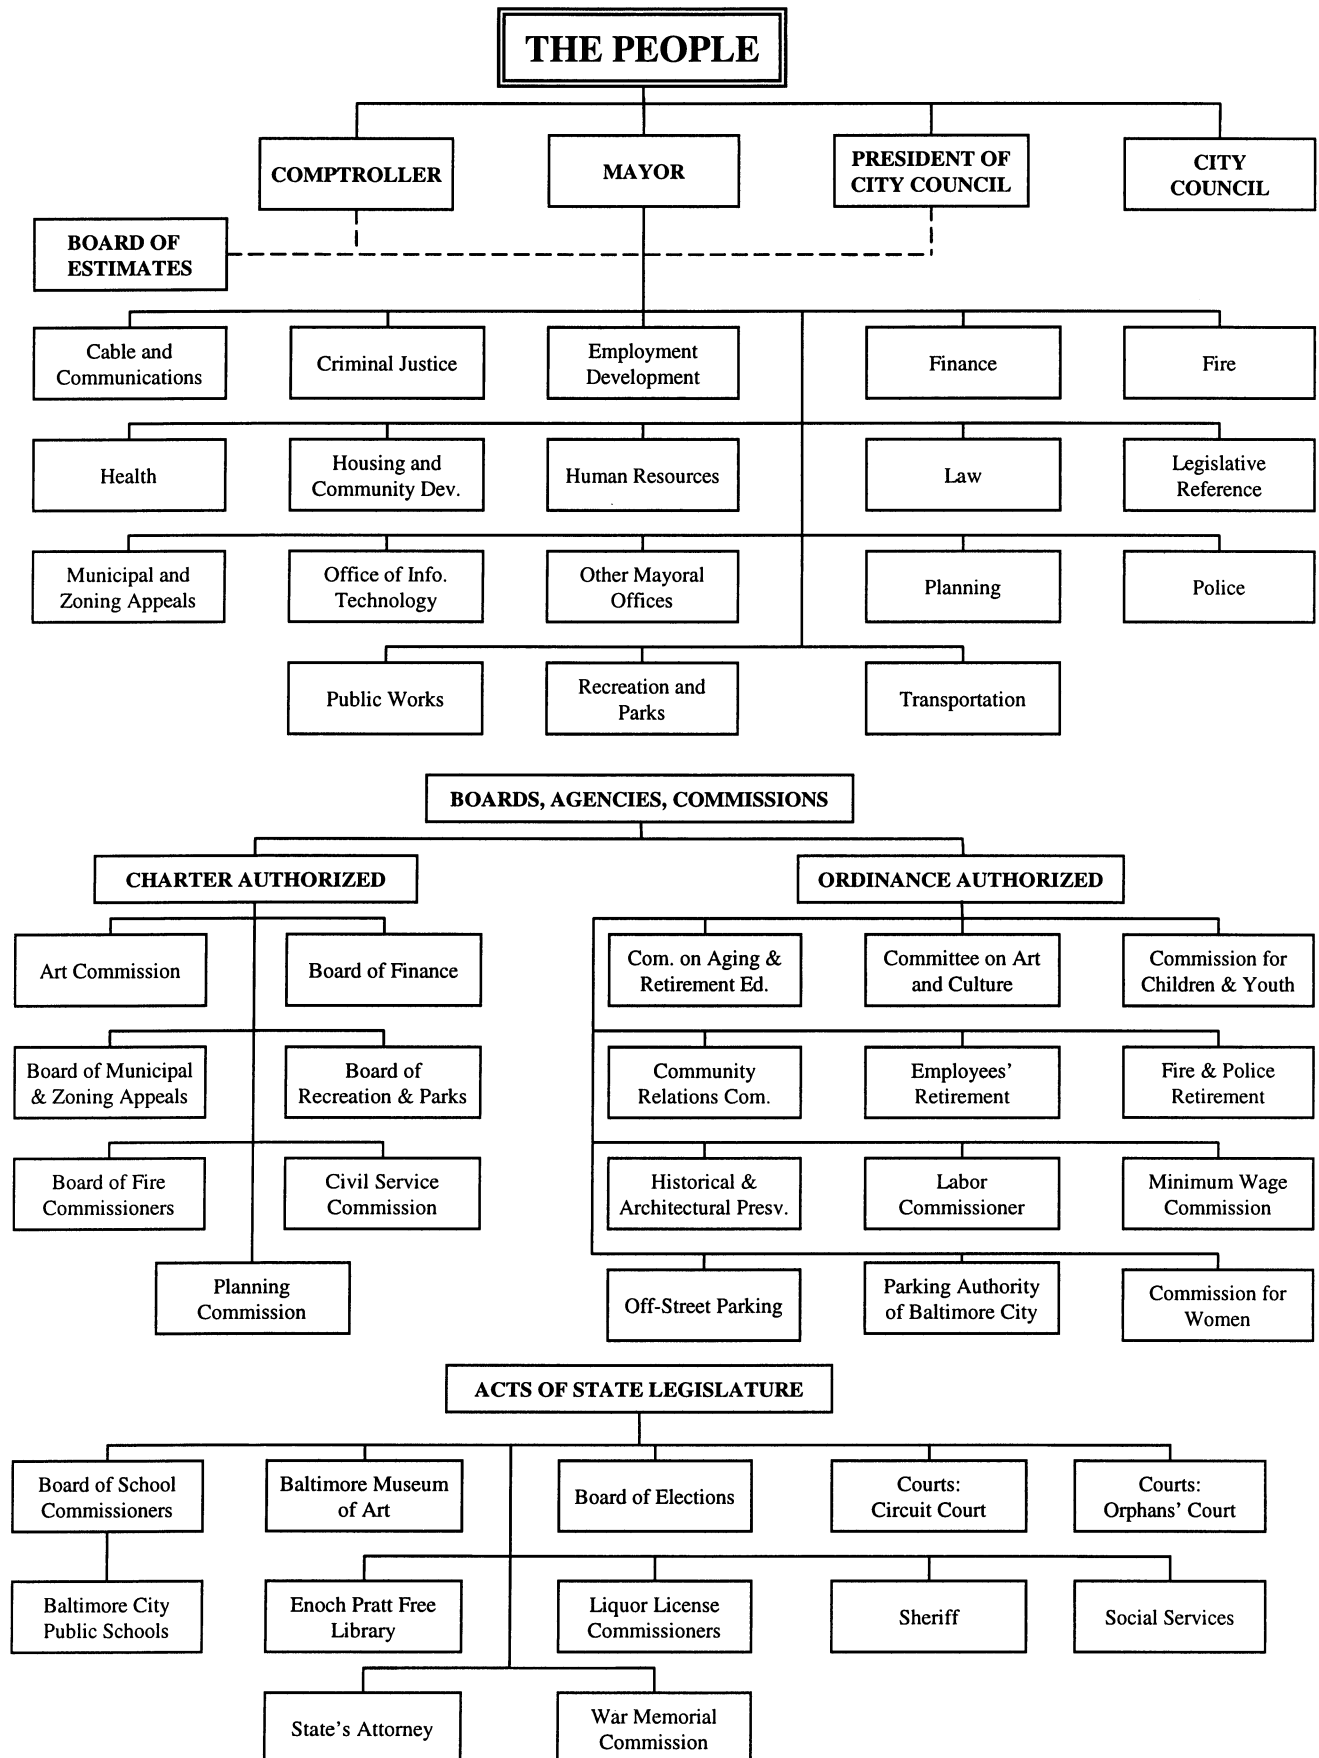 THE PEOPLE
COMPTROLLER
MAYOR
PRESIDENT OF
CITY COUNCIL
CITY
COUNCIL
BOARD OF
ESTIMATES
Cable and
Communications
Criminal Justice
Employment
Development
Finance
Fire
Health
Housing and
Community Dev.
Human Resources
Law
Legislative
Reference
Municipal and
Zoning Appeals
Office of Info.
Technology
Other Mayoral
Offices
Planning
Police
Public Works
Recreation and
Parks
Transportation
BOARDS, AGENCIES, COMMISSIONS
CHARTER AUTHORIZED
Art Commission
Board of Finance
Board of Municipal
& Zoning Appeals
Board of
Recreation & Parks
Board of Fire
Commissioners
Civil Service
Commission
Planning
Commission
ORDINANCE AUTHORIZED
Com. on Aging &
Retirement Ed.
Committee on Art
and Culture
Commission for
Children & Youth
Community
Relations Com.
Employees’
Retirement
Fire & Police
Retirement
Historical &
Architectural Presv.
Labor
Commissioner
Minimum Wage
Commission
Off-Street Parking
Parking Authority
of Baltimore City
Commission for
Women
ACTS OF STATE LEGISLATURE
Board of School
Commissioners
Baltimore Museum
of Art
Board of Elections
Courts:
Circuit Court
Courts:
Orphans’ Court
Baltimore City
Public Schools
Enoch Pratt Free
Library
Liquor License
Commissioners
Sheriff
Social Services
State’s Attorney
War Memorial
Commission